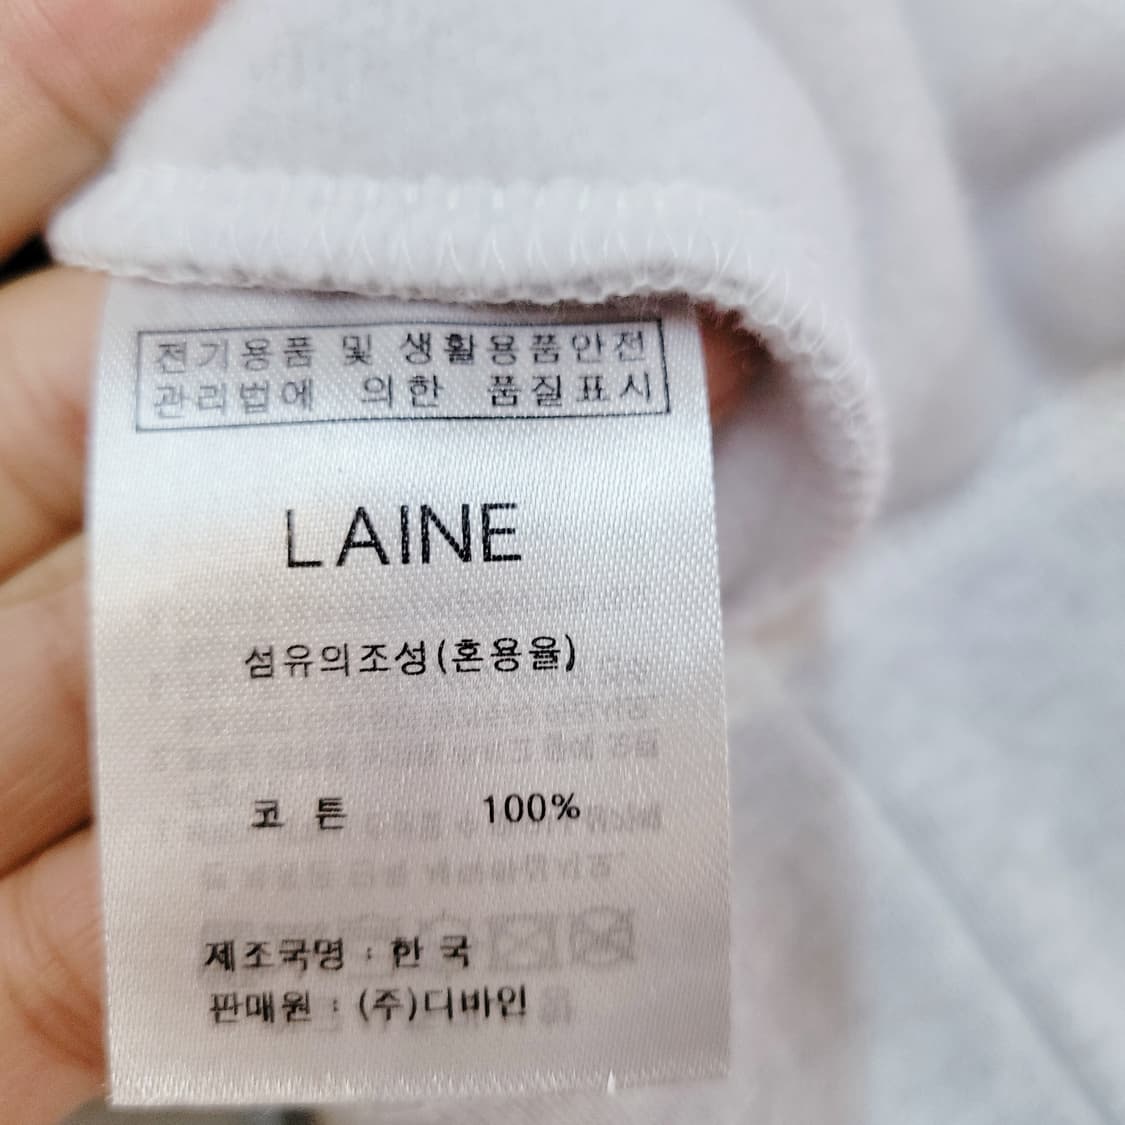 전기용품 및 생활용품안전
관리법에 의한 품질표시
LAINE
섬유의조성(혼용율)
코 튼 100%
제조국명 : 한 국
판매원 : (주)디바인